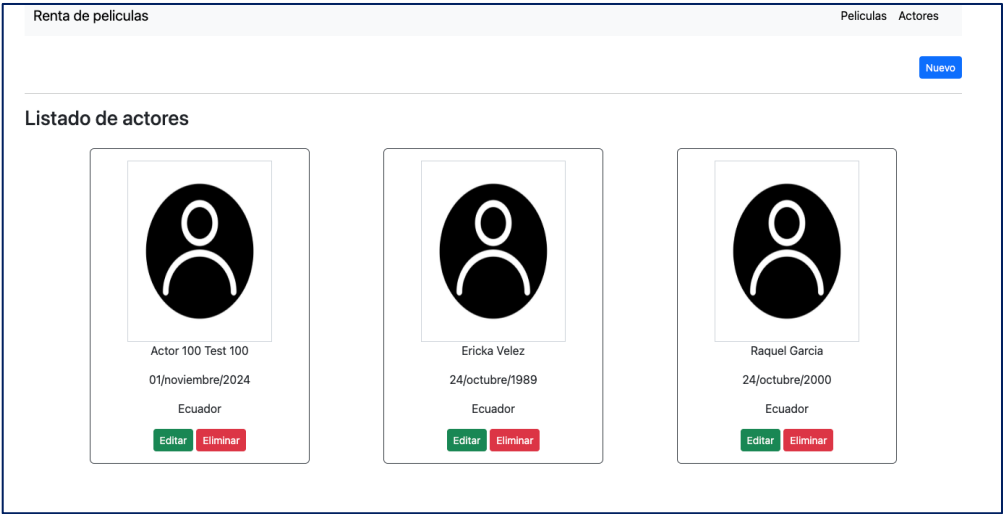 Renta de peliculas
Peliculas Actores
Nuevo
Listado de actores
Actor 100 Test 100
01/noviembre/2024
Ecuador
Editar Eliminar
Ericka Velez
24/octubre/1989
Ecuador
Editar Eliminar
Raquel Garcia
24/octubre/2000
Ecuador
Editar Eliminar